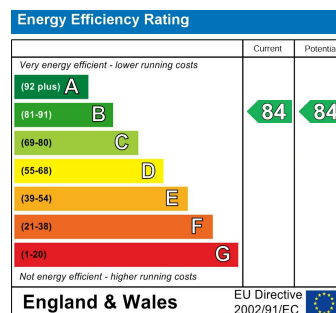 Energy Efficiency Rating
Current Potentia
Very energy efficient - lower running costs
(92 plus) A
(81-91) B 84 84
(69-80) C
(55-68) D
(39-54) E
(21-38) F
(1-20) G
Not energy efficient - higher running costs
England & Wales
EU Directive
2002/91/EC